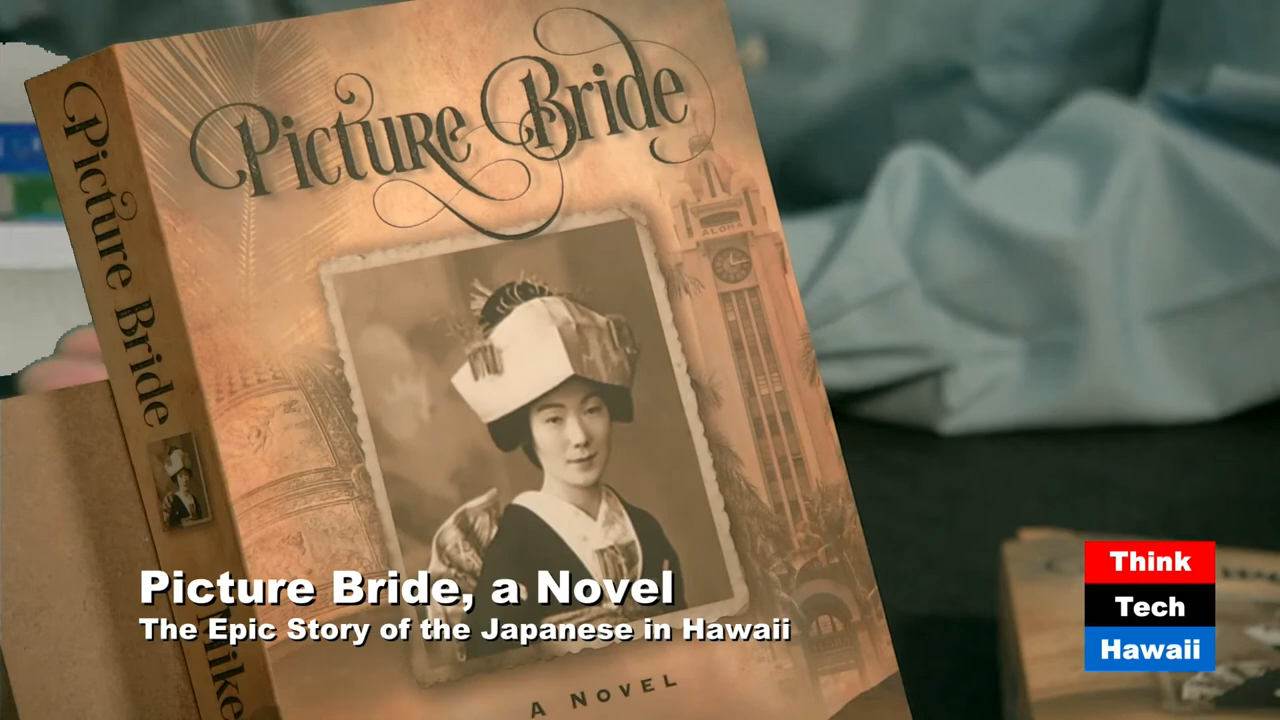 Picture Bride
ALOHA
A NOVEL
Picture Bride
Mike
Picture Bride, a Novel
The Epic Story of the Japanese in Hawaii
Think
Tech
Hawaii